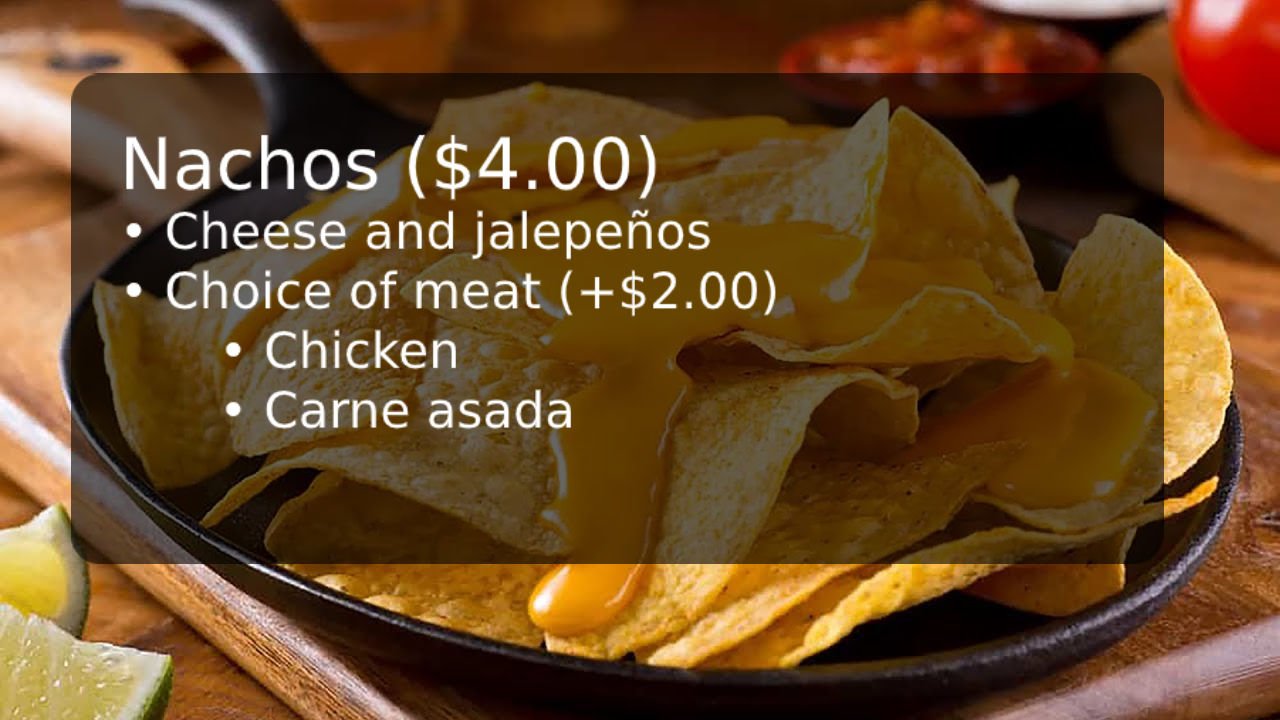 Nachos ($4.00)
• Cheese and jalepeños
• Choice of meat (+$2.00)
• Chicken
• Carne asada